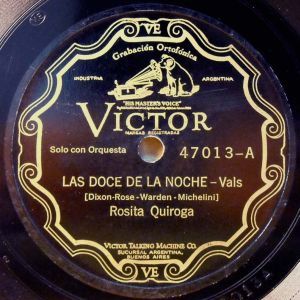 VE
Grabación Ortofónica
INDUSTRIA ARGENTINA
"HIS MASTER'S VOICE"
VICTOR
MARCAS REGISTRADAS
Solo con Orquesta 47013-A
LAS DOCE DE LA NOCHE-Vals
[Dixon-Rose-Warden-Michelini]
Rosita Quiroga
VICTOR TALKING MACHINE CO.
SUCURSAL ARGENTINA,
BUENOS AIRES
VE